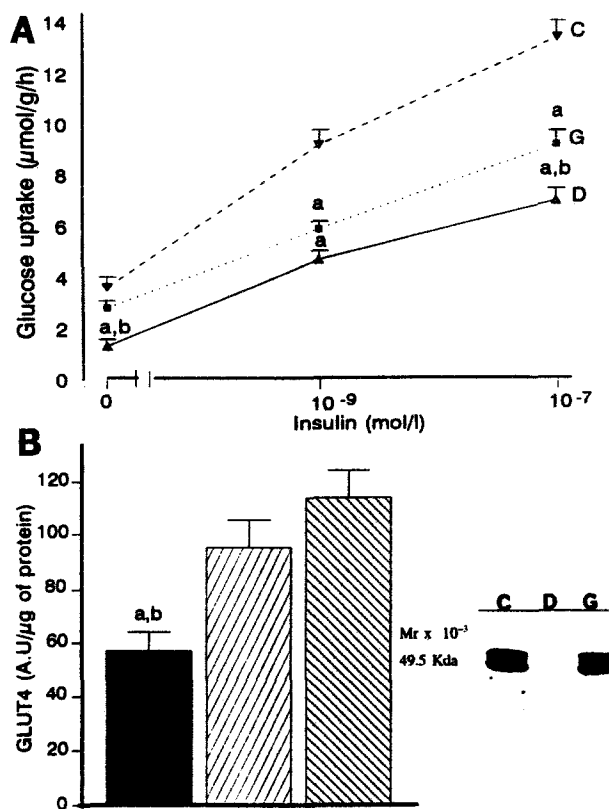 A
Glucose uptake (µmol/g/h)
14
12
10
8
6
4
2
0
C
a
G
a,b
D
a
a
a,b
0
10⁻⁹
10⁻⁷
Insulin (mol/l)
B
GLUT4 (A.U/µg of protein)
120
100
80
60
40
20
0
a,b
C D G
Mr x 10⁻³
49.5 Kda